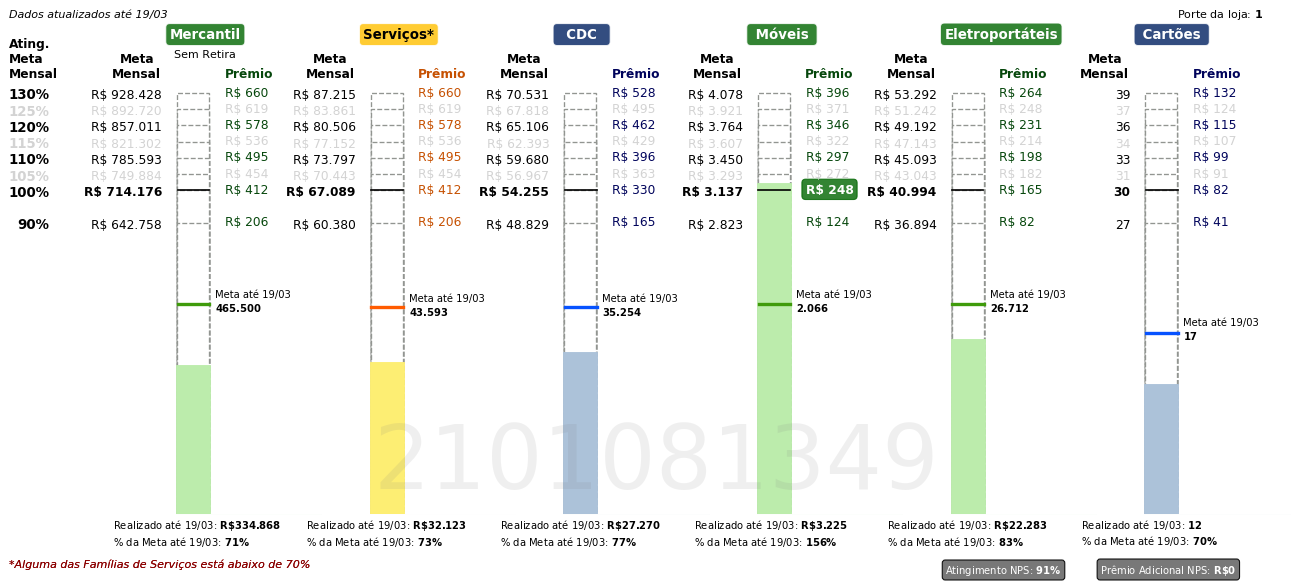 Dados atualizados até 19/03
Porte da loja: 1
Mercantil Serviços* CDC Móveis Eletroportáteis Cartões
Sem Retira
Ating. Meta Mensal
Meta Mensal Prêmio Meta Mensal Prêmio Meta Mensal Prêmio Meta Mensal Prêmio Meta Mensal Prêmio Meta Mensal Prêmio
130% R$ 928.428 R$ 660 R$ 87.215 R$ 660 R$ 70.531 R$ 528 R$ 4.078 R$ 396 R$ 53.292 R$ 264 39 R$ 132
125% R$ 892.720 R$ 619 R$ 83.861 R$ 619 R$ 67.818 R$ 495 R$ 3.921 R$ 371 R$ 51.242 R$ 248 37 R$ 124
120% R$ 857.011 R$ 578 R$ 80.506 R$ 578 R$ 65.106 R$ 462 R$ 3.764 R$ 346 R$ 49.192 R$ 231 36 R$ 115
115% R$ 821.302 R$ 536 R$ 77.152 R$ 536 R$ 62.393 R$ 429 R$ 3.607 R$ 322 R$ 47.143 R$ 214 34 R$ 107
110% R$ 785.593 R$ 495 R$ 73.797 R$ 495 R$ 59.680 R$ 396 R$ 3.450 R$ 297 R$ 45.093 R$ 198 33 R$ 99
105% R$ 749.884 R$ 454 R$ 70.443 R$ 454 R$ 56.967 R$ 363 R$ 3.293 R$ 272 R$ 43.043 R$ 182 31 R$ 91
100% R$ 714.176 R$ 412 R$ 67.089 R$ 412 R$ 54.255 R$ 330 R$ 3.137 R$ 248 R$ 40.994 R$ 165 30 R$ 82
90% R$ 642.758 R$ 206 R$ 60.380 R$ 206 R$ 48.829 R$ 165 R$ 2.823 R$ 124 R$ 36.894 R$ 82 27 R$ 41
Meta até 19/03 Meta até 19/03 Meta até 19/03 Meta até 19/03 Meta até 19/03 Meta até 19/03
465.500 43.593 35.254 2.066 26.712 17
2101081349
Realizado até 19/03: R$334.868 Realizado até 19/03: R$32.123 Realizado até 19/03: R$27.270 Realizado até 19/03: R$3.225 Realizado até 19/03: R$22.283 Realizado até 19/03: 12
% da Meta até 19/03: 71% % da Meta até 19/03: 73% % da Meta até 19/03: 77% % da Meta até 19/03: 156% % da Meta até 19/03: 83% % da Meta até 19/03: 70%
*Alguma das Famílias de Serviços está abaixo de 70%
Atingimento NPS: 91% Prêmio Adicional NPS: R$0